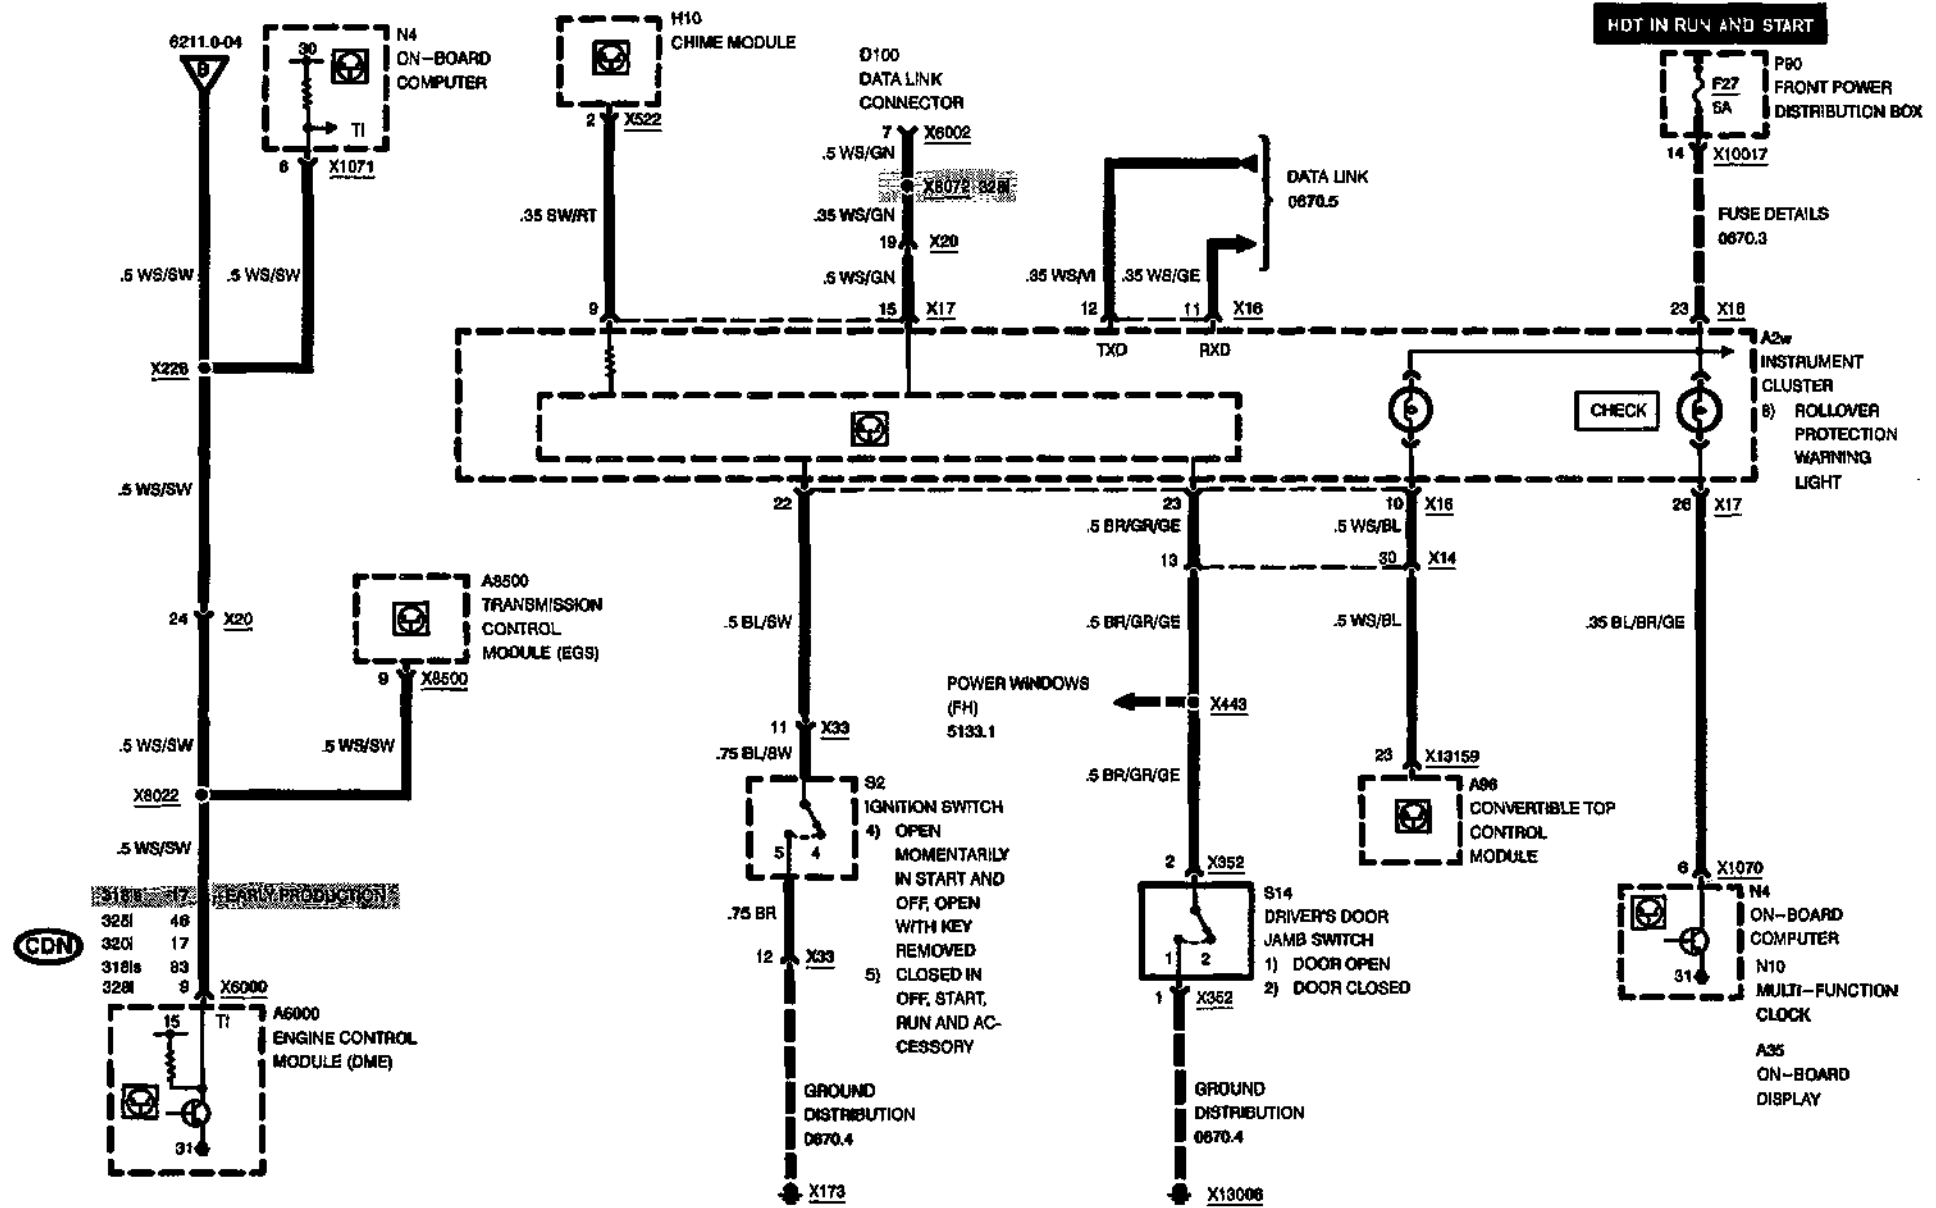 HOT IN RUN AND START
6211.0-04
B
30
TI
N4
ON-BOARD
COMPUTER
6 X1071
H10
CHIME MODULE
2 X522
D100
DATA LINK
CONNECTOR
7 X6002
.5 WS/GN
X6072 328i
.35 WS/GN
19 X20
.5 WS/GN
.35 SW/RT
9
15 X17
DATA LINK
0670.5
.35 WS/VI
.35 WS/GE
12
11 X16
P90
FRONT POWER
DISTRIBUTION BOX
F27
5A
14 X10017
FUSE DETAILS
0670.3
23 X16
.5 WS/SW
.5 WS/SW
X226
TXD
RXD
CHECK
A2w
INSTRUMENT
CLUSTER
6) ROLLOVER
PROTECTION
WARNING
LIGHT
.5 WS/SW
22
23
10 X16
26 X17
.5 BR/GR/GE
.5 WS/BL
13
30 X14
A8500
TRANSMISSION
CONTROL
MODULE (EGS)
24 X20
9 X8500
.5 BL/SW
.5 BR/GR/GE
.5 WS/BL
.35 BL/BR/GE
POWER WINDOWS
(FH)
5133.1
X443
11 X33
.75 BL/SW
.5 WS/SW
.5 WS/SW
X8022
.5 WS/SW
.5 BR/GR/GE
23 X13159
A96
CONVERTIBLE TOP
CONTROL
MODULE
S2
IGNITION SWITCH
4) OPEN
MOMENTARILY
IN START AND
OFF, OPEN
WITH KEY
REMOVED
5) CLOSED IN
OFF, START,
RUN AND AC-
CESSORY
5 4
.75 BR
12 X33
2 X352
S14
DRIVER'S DOOR
JAMB SWITCH
1) DOOR OPEN
2) DOOR CLOSED
1 2
1 X352
6 X1070
N4
ON-BOARD
COMPUTER
N10
MULTI-FUNCTION
CLOCK
A35
ON-BOARD
DISPLAY
31
318is 17 EARLY PRODUCTION
325i 46
320i 17
318is 83
328i 9 X6000
CDN
15
TI
A6000
ENGINE CONTROL
MODULE (DME)
31
GROUND
DISTRIBUTION
0670.4
X173
GROUND
DISTRIBUTION
0670.4
X13006